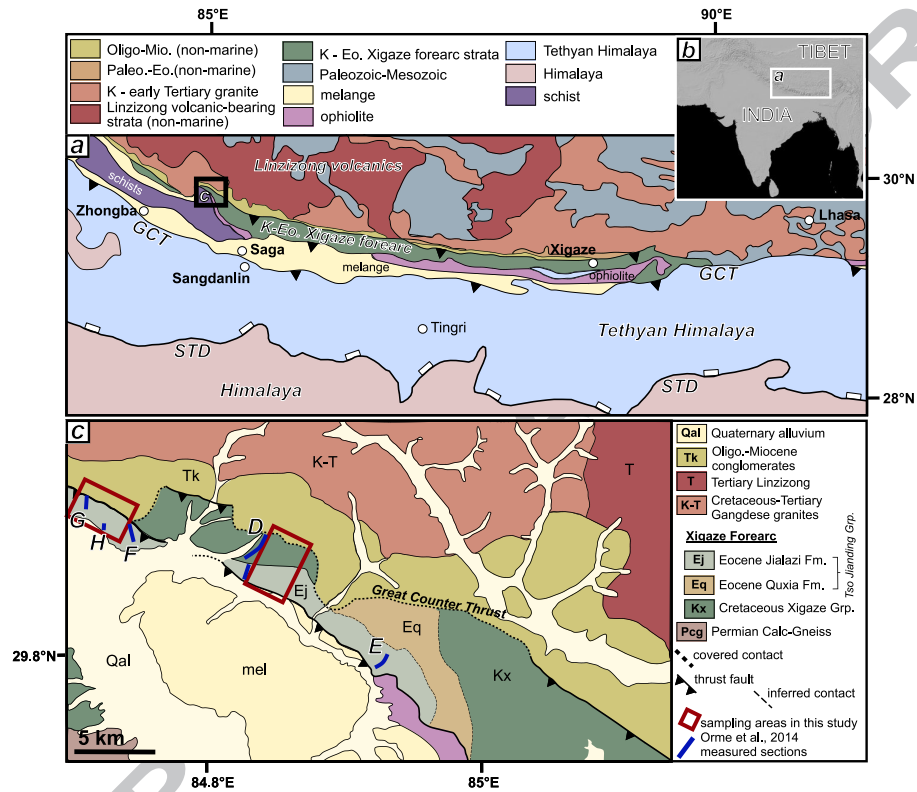 85°E
90°E
Oligo-Mio. (non-marine)
Paleo.-Eo.(non-marine)
K - early Tertiary granite
Linzizong volcanic-bearing
strata (non-marine)
K - Eo. Xigaze forearc strata
Paleozoic-Mesozoic
melange
ophiolite
Tethyan Himalaya
Himalaya
schist
b
TIBET
a
INDIA
a
Linzizong volcanics
schists
c
30°N
Zhongba
GCT
K-Eo. Xigaze forearc
Lhasa
Saga
Sangdanlin
melange
Xigaze
ophiolite
GCT
Tingri
Tethyan Himalaya
STD
STD
Himalaya
28°N
c
Tk
K-T
T
G
H
F
D
Ej
Great Counter Thrust
Eq
E
Kx
29.8°N
Qal
mel
5 km
84.8°E
85°E
Qal Quaternary alluvium
Tk Oligo.-Miocene
conglomerates
T Tertiary Linzizong
K-T Cretaceous-Tertiary
Gangdese granites
Xigaze Forearc
Ej Eocene Jialazi Fm.
Eq Eocene Quxia Fm.
Tso Jianding Grp.
Kx Cretaceous Xigaze Grp.
Pcg Permian Calc-Gneiss
covered contact
thrust fault
inferred contact
sampling areas in this study
Orme et al., 2014
measured sections